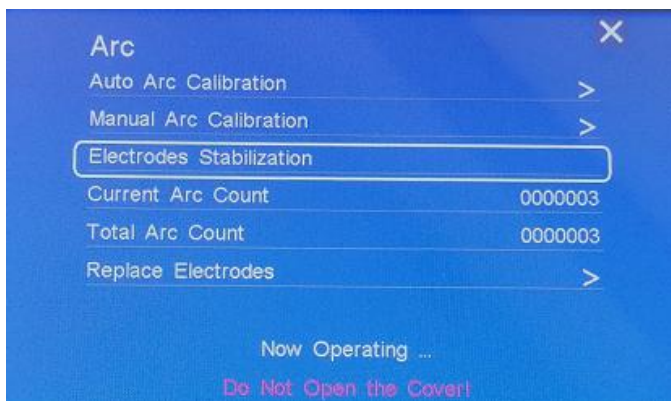 Arc
Auto Arc Calibration >
Manual Arc Calibration >
Electrodes Stabilization
Current Arc Count 0000003
Total Arc Count 0000003
Replace Electrodes >
Now Operating ...
Do Not Open the Cover!